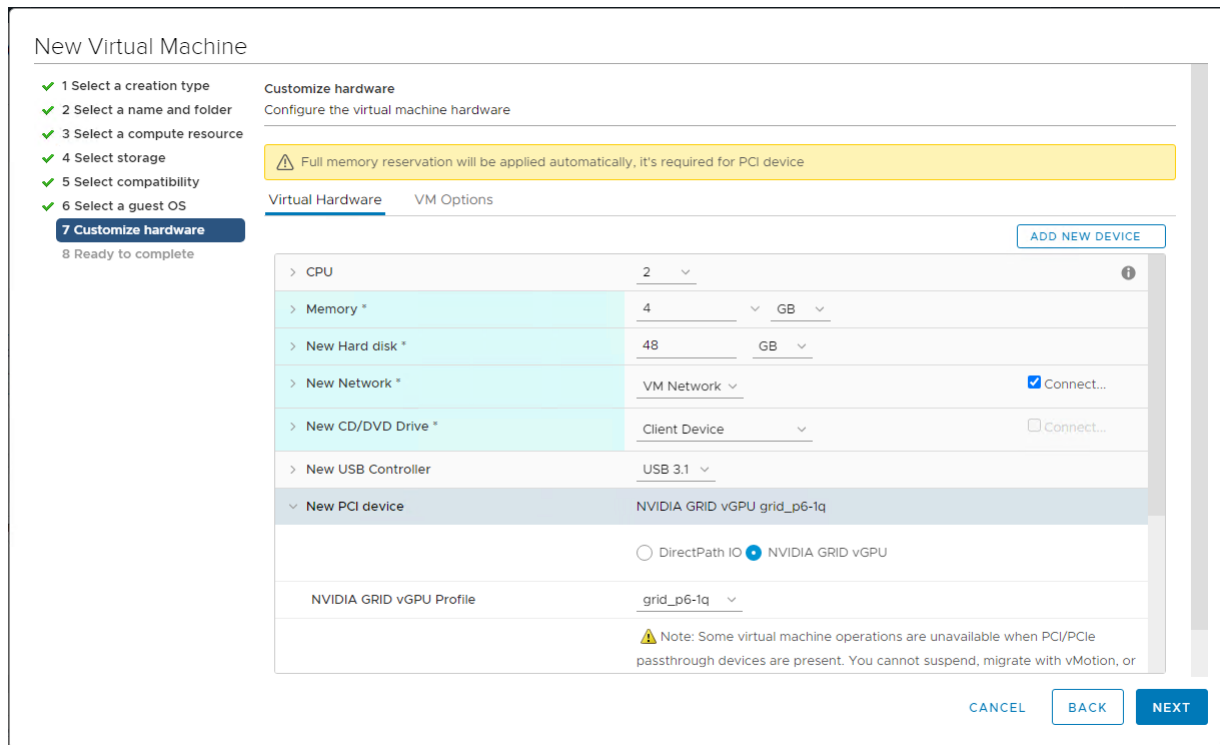 New Virtual Machine
1 Select a creation type
2 Select a name and folder
3 Select a compute resource
4 Select storage
5 Select compatibility
6 Select a guest OS
7 Customize hardware
8 Ready to complete
Customize hardware
Configure the virtual machine hardware
Full memory reservation will be applied automatically, it's required for PCI device
Virtual Hardware VM Options
ADD NEW DEVICE
CPU 2
Memory * 4 GB
New Hard disk * 48 GB
New Network * VM Network Connect...
New CD/DVD Drive * Client Device Connect...
New USB Controller USB 3.1
New PCI device NVIDIA GRID vGPU grid_p6-1q
DirectPath IO NVIDIA GRID vGPU
NVIDIA GRID vGPU Profile grid_p6-1q
Note: Some virtual machine operations are unavailable when PCI/PCIe
passthrough devices are present. You cannot suspend, migrate with vMotion, or
CANCEL BACK NEXT